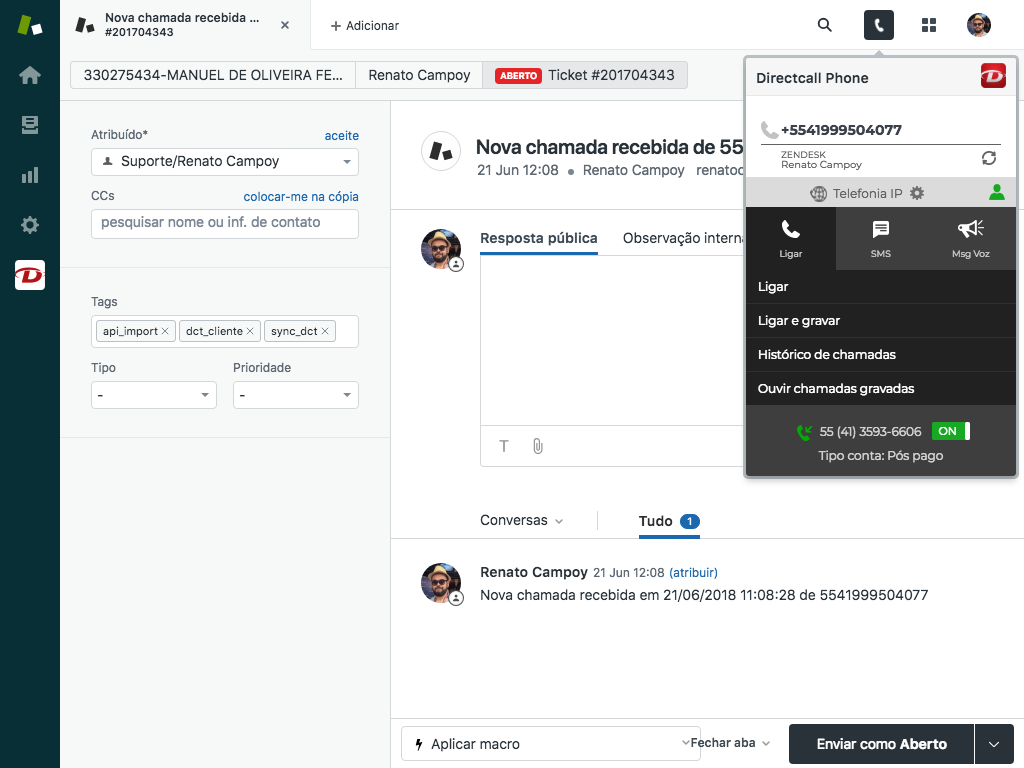 Nova chamada recebida ...
#201704343
Adicionar
330275434-MANUEL DE OLIVEIRA FE...
Renato Campoy
ABERTO Ticket #201704343
Atribuído*
aceite
Suporte/Renato Campoy
CCs
colocar-me na cópia
pesquisar nome ou inf. de contato
Tags
api_import
dct_cliente
sync_dct
Tipo
Prioridade
-
-
Nova chamada recebida de 55
21 Jun 12:08
Renato Campoy
renatoc
Resposta pública
Observação interna
T
Conversas
Tudo 1
Renato Campoy 21 Jun 12:08 (atribuir)
Nova chamada recebida em 21/06/2018 11:08:28 de 5541999504077
Aplicar macro
Fechar aba
Enviar como Aberto
Directcall Phone
D
+5541999504077
ZENDESK
Renato Campoy
Telefonia IP
Ligar
SMS
Msg Voz
Ligar
Ligar e gravar
Histórico de chamadas
Ouvir chamadas gravadas
55 (41) 3593-6606 ON
Tipo conta: Pós pago